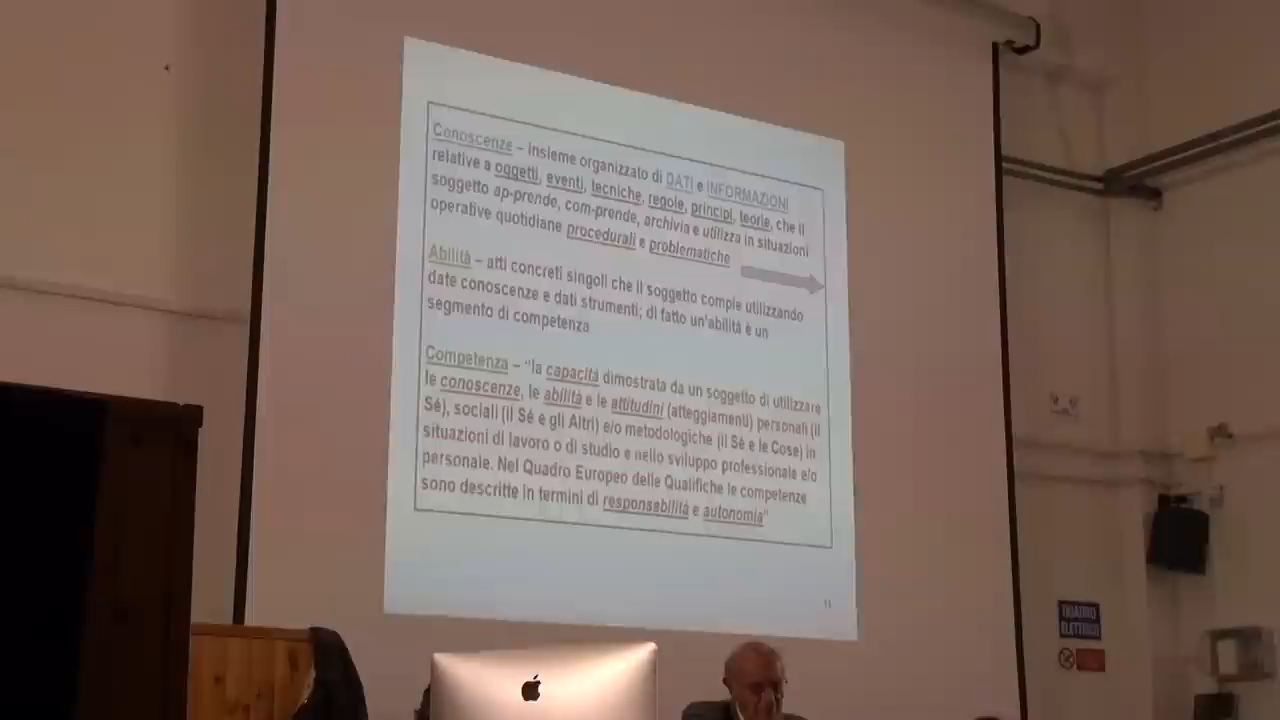 Conoscenze – insieme organizzato di DATI e INFORMAZIONI
relative a oggetti, eventi, tecniche, regole, principi, teorie, che il
soggetto ap-prende, com-prende, archivia e utilizza in situazioni
operative quotidiane procedurali e problematiche
Abilità – atti concreti singoli che il soggetto compie utilizzando
date conoscenze e dati strumenti; di fatto un'abilità è un
segmento di competenza
Competenza – "la capacità dimostrata da un soggetto di utilizzare
le conoscenze, le abilità e le attitudini (atteggiamenti) personali (il
Sé), sociali (il Sé e gli Altri) e/o metodologiche (il Sé e le Cose) in
situazioni di lavoro o di studio e nello sviluppo professionale e/o
personale. Nel Quadro Europeo delle Qualifiche le competenze
sono descritte in termini di responsabilità e autonomia"
QUADRO
ELETTRICO